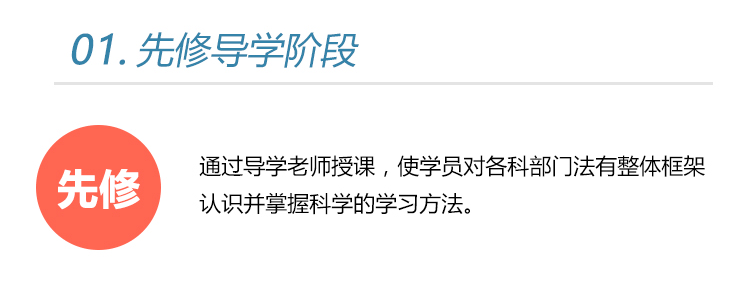 01. 先修导学阶段
先修
通过导学老师授课，使学员对各科部门法有整体框架
认识并掌握科学的学习方法。